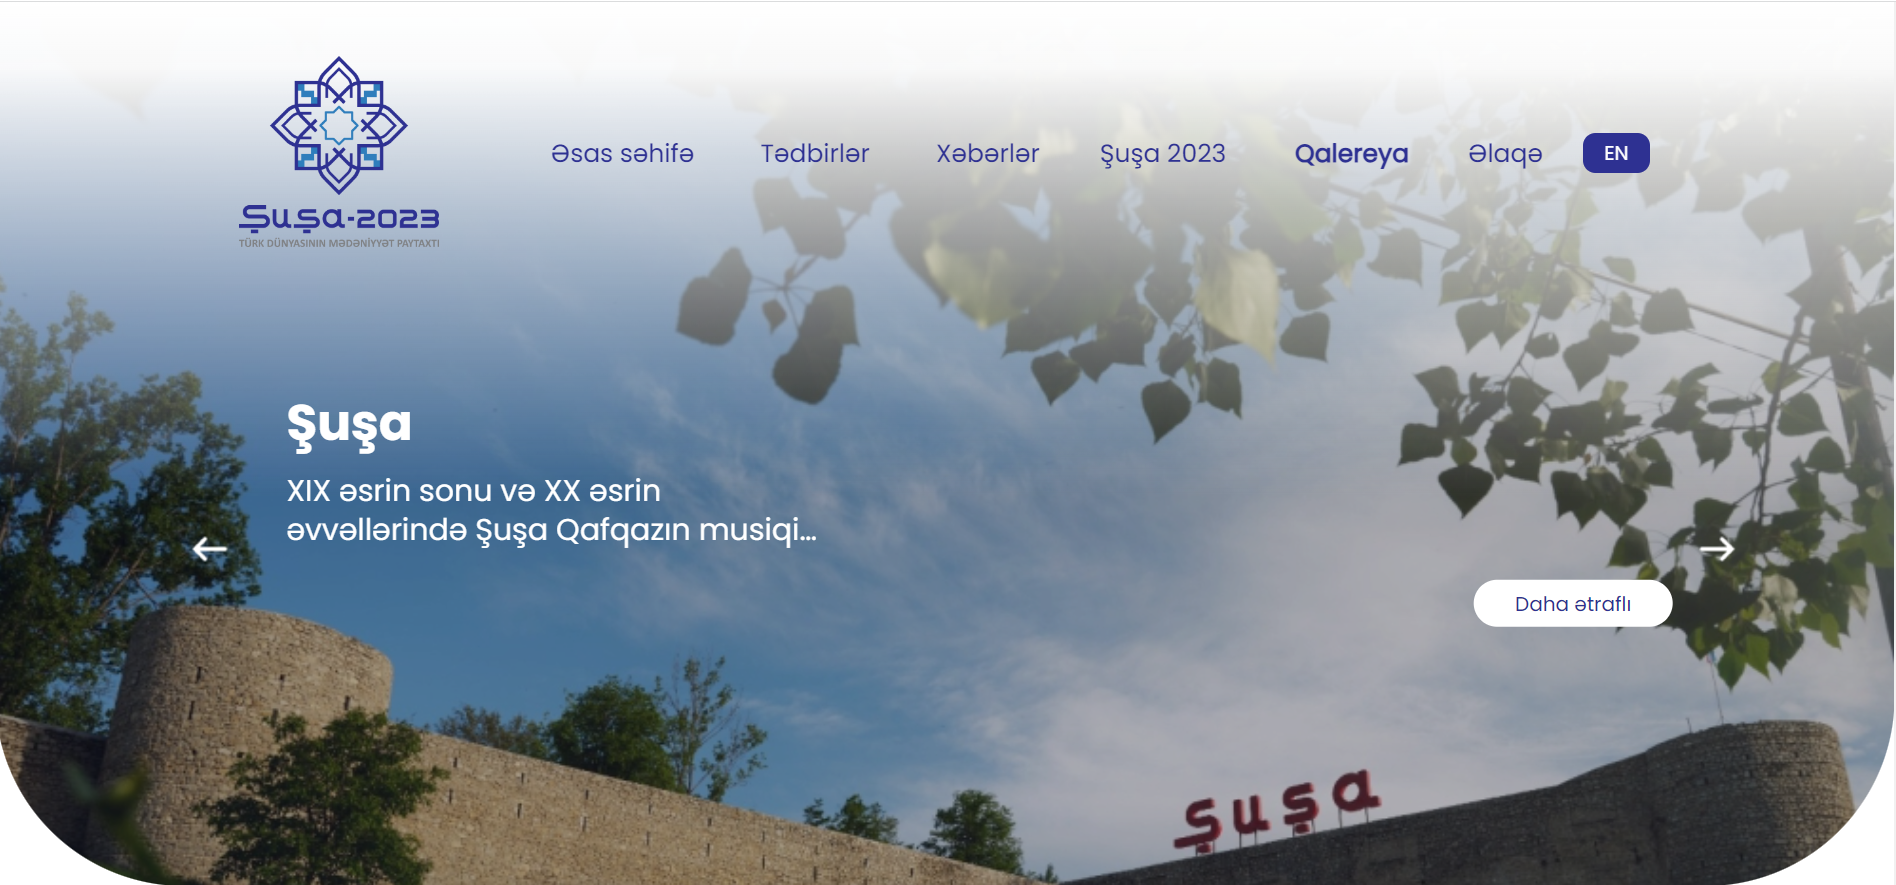 Şuşa-2023
TÜRK DÜNYASININ MƏDƏNİYYƏT PAYTAXTI
Əsas səhifə
Tədbirlər
Xəbərlər
Şuşa 2023
Qalereya
Əlaqə
EN
Şuşa
XIX əsrin sonu və XX əsrin
əvvəllərində Şuşa Qafqazın musiqi...
Daha ətraflı
Şuşa